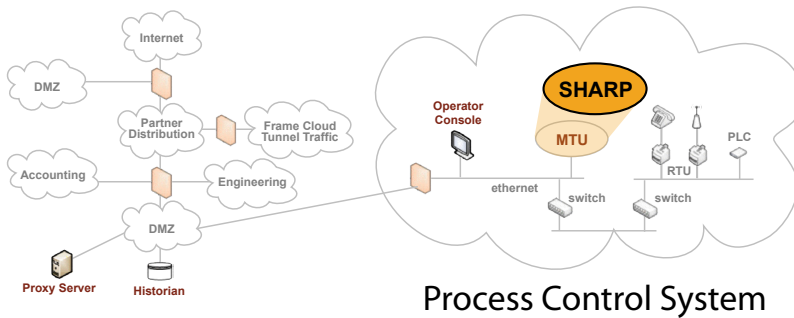 Internet
DMZ
Partner
Distribution
Frame Cloud
Tunnel Traffic
Accounting
Engineering
DMZ
Proxy Server
Historian
Operator
Console
SHARP
MTU
PLC
RTU
ethernet
switch
switch
Process Control System